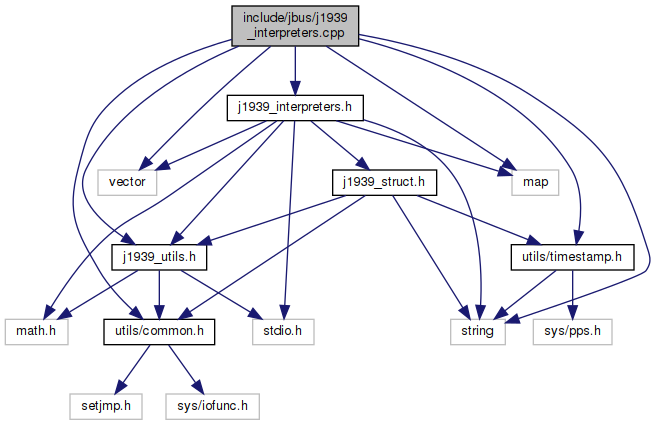 include/jbus/j1939
_interpreters.cpp
j1939_interpreters.h
vector
j1939_struct.h
map
j1939_utils.h
utils/timestamp.h
math.h
utils/common.h
stdio.h
string
sys/pps.h
setjmp.h
sys/iofunc.h